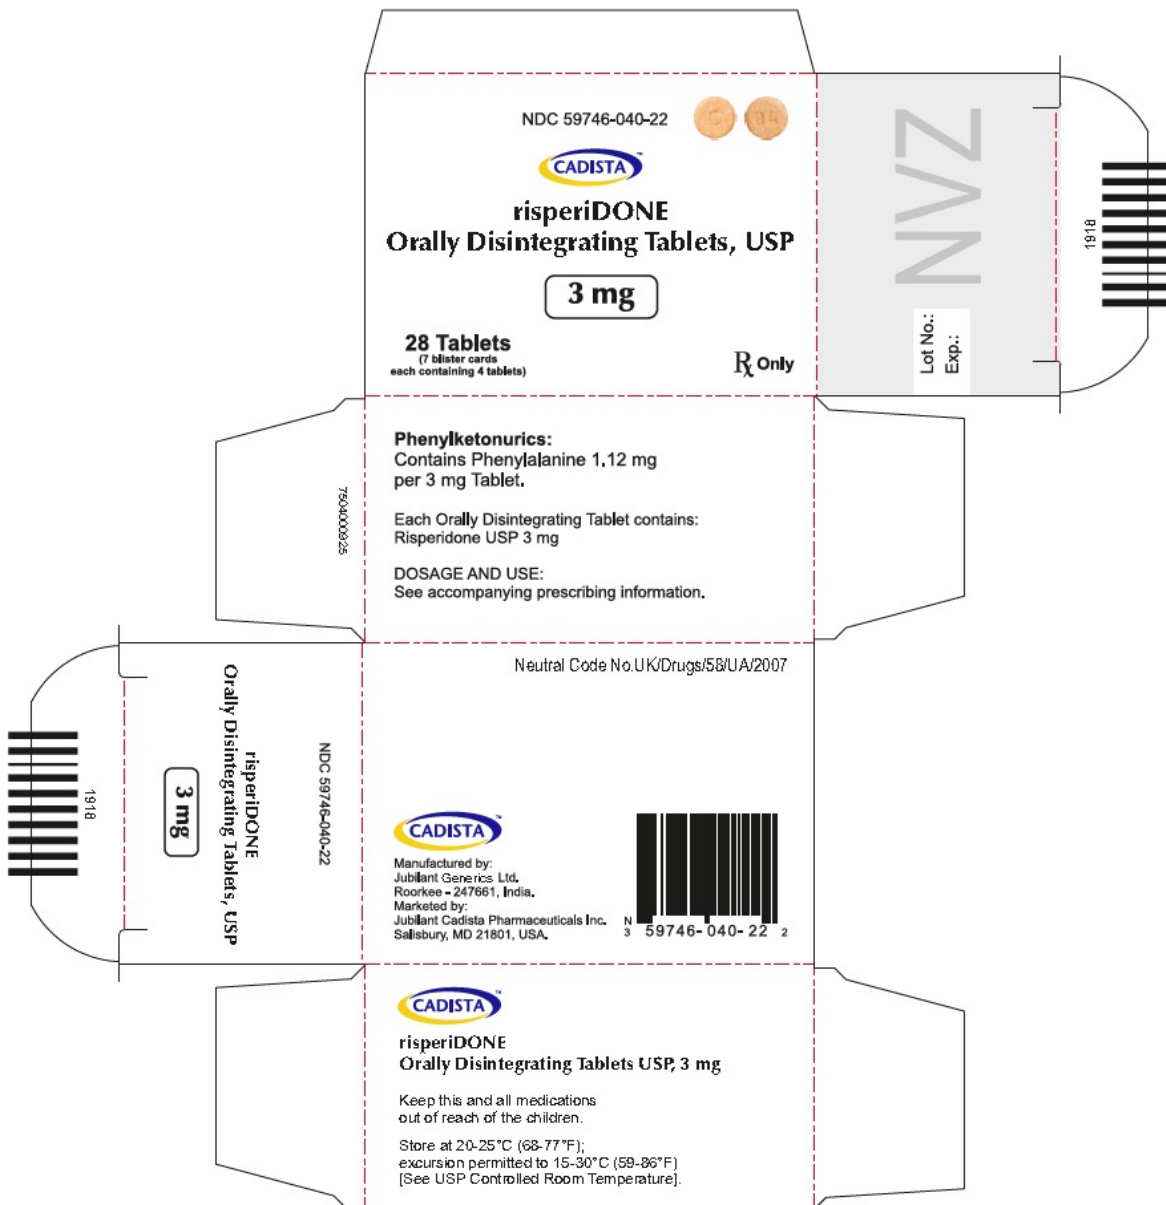 NDC 59746-040-22
C
CADISTA™
risperiDONE
Orally Disintegrating Tablets, USP
3 mg
28 Tablets
(7 blister cards
each containing 4 tablets)
Rx Only
NVZ
Lot No.:
Exp.:
1918
Phenylketonurics:
Contains Phenylalanine 1.12 mg
per 3 mg Tablet.
Each Orally Disintegrating Tablet contains:
Risperidone USP 3 mg
DOSAGE AND USE:
See accompanying prescribing information.
7504000925
Neutral Code No.UK/Drugs/58/UA/2007
CADISTA™
Manufactured by:
Jubilant Generics Ltd.
Roorkee - 247661, India.
Marketed by:
Jubilant Cadista Pharmaceuticals Inc.
Salisbury, MD 21801, USA.
N
3 59746-040-22 2
NDC 59746-040-22
risperiDONE
Orally Disintegrating Tablets, USP
3 mg
1918
CADISTA™
risperiDONE
Orally Disintegrating Tablets USP, 3 mg
Keep this and all medications
out of reach of the children.
Store at 20-25°C (68-77°F);
excursion permitted to 15-30°C (59-86°F)
[See USP Controlled Room Temperature].